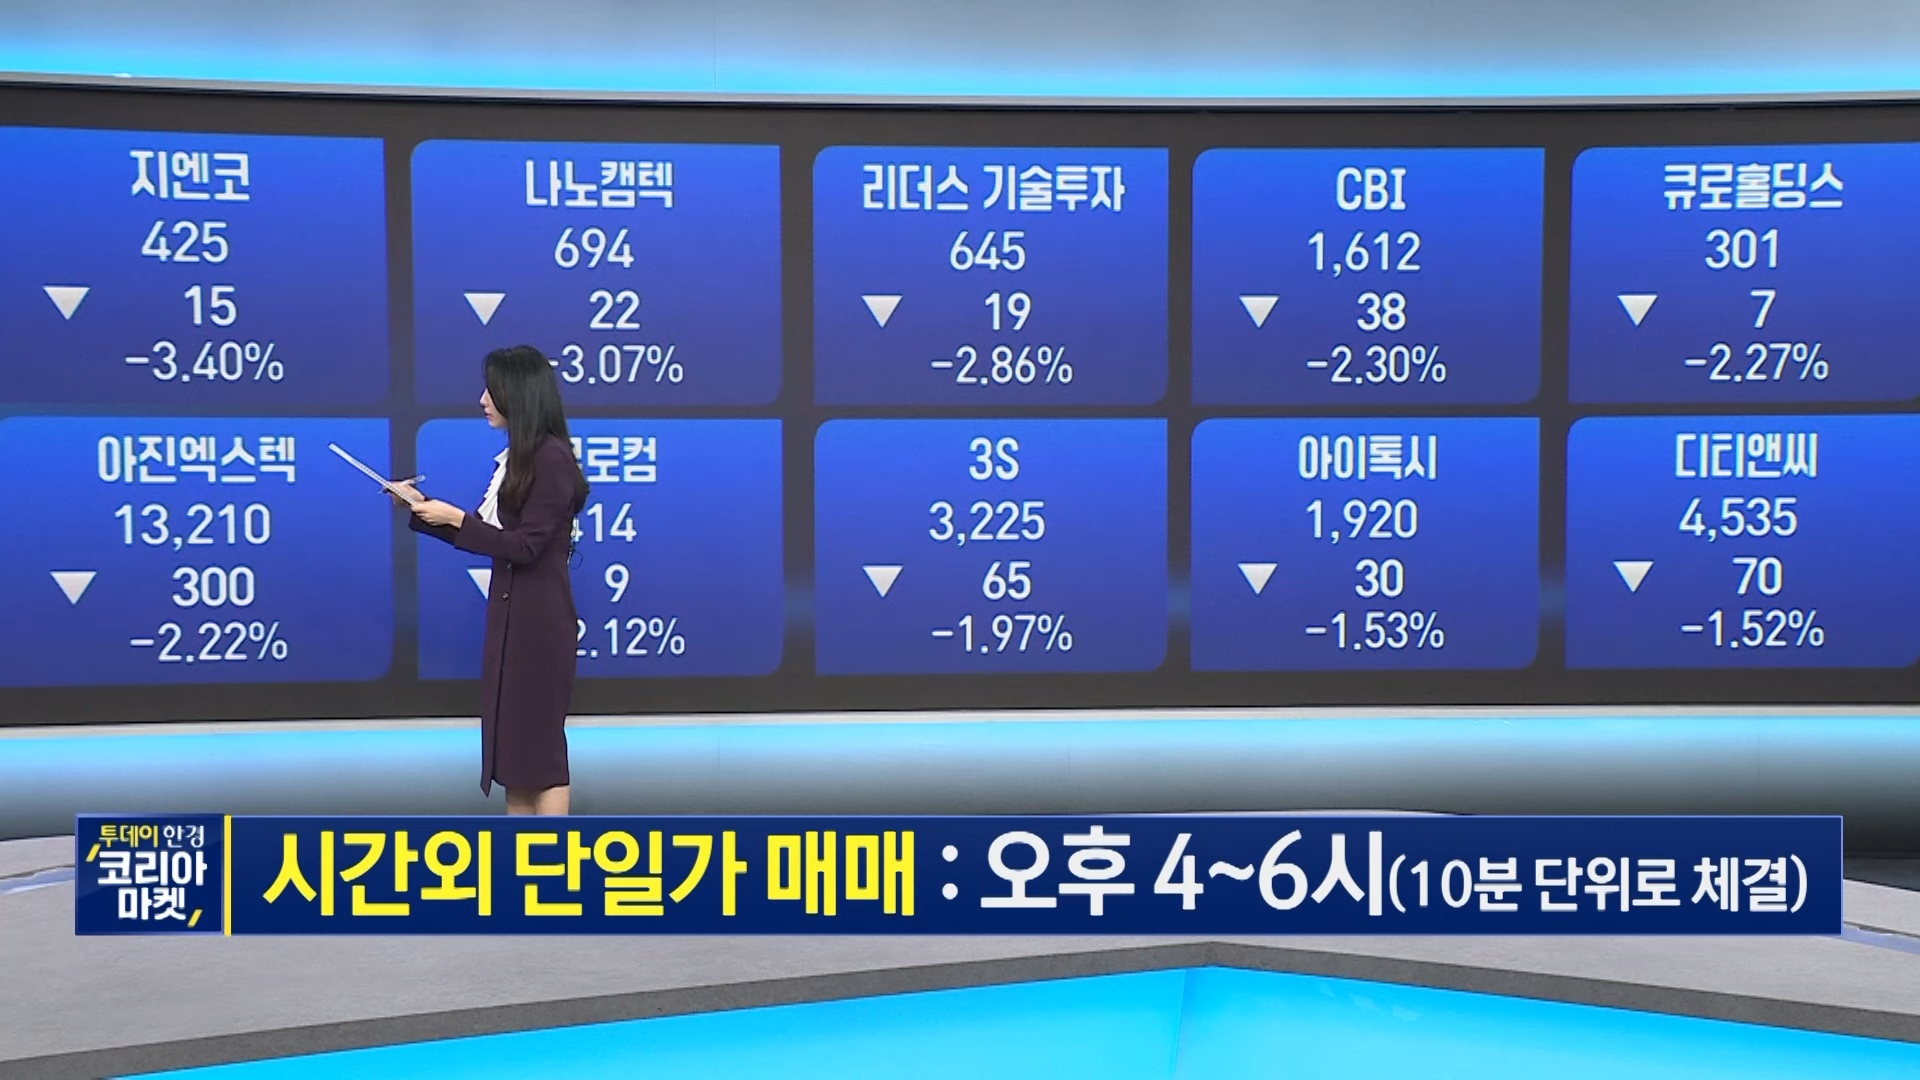 지엔코
425
▼ 15
-3.40%
나노캠텍
694
▼ 22
-3.07%
리더스 기술투자
645
▼ 19
-2.86%
CBI
1,612
▼ 38
-2.30%
큐로홀딩스
301
▼ 7
-2.27%
아진엑스텍
13,210
▼ 300
-2.22%
▼ 9
3S
3,225
▼ 65
-1.97%
아이톡시
1,920
▼ 30
-1.53%
디티앤씨
4,535
▼ 70
-1.52%
투데이 한경
코리아
마켓
시간외 단일가 매매 : 오후 4~6시(10분 단위로 체결)